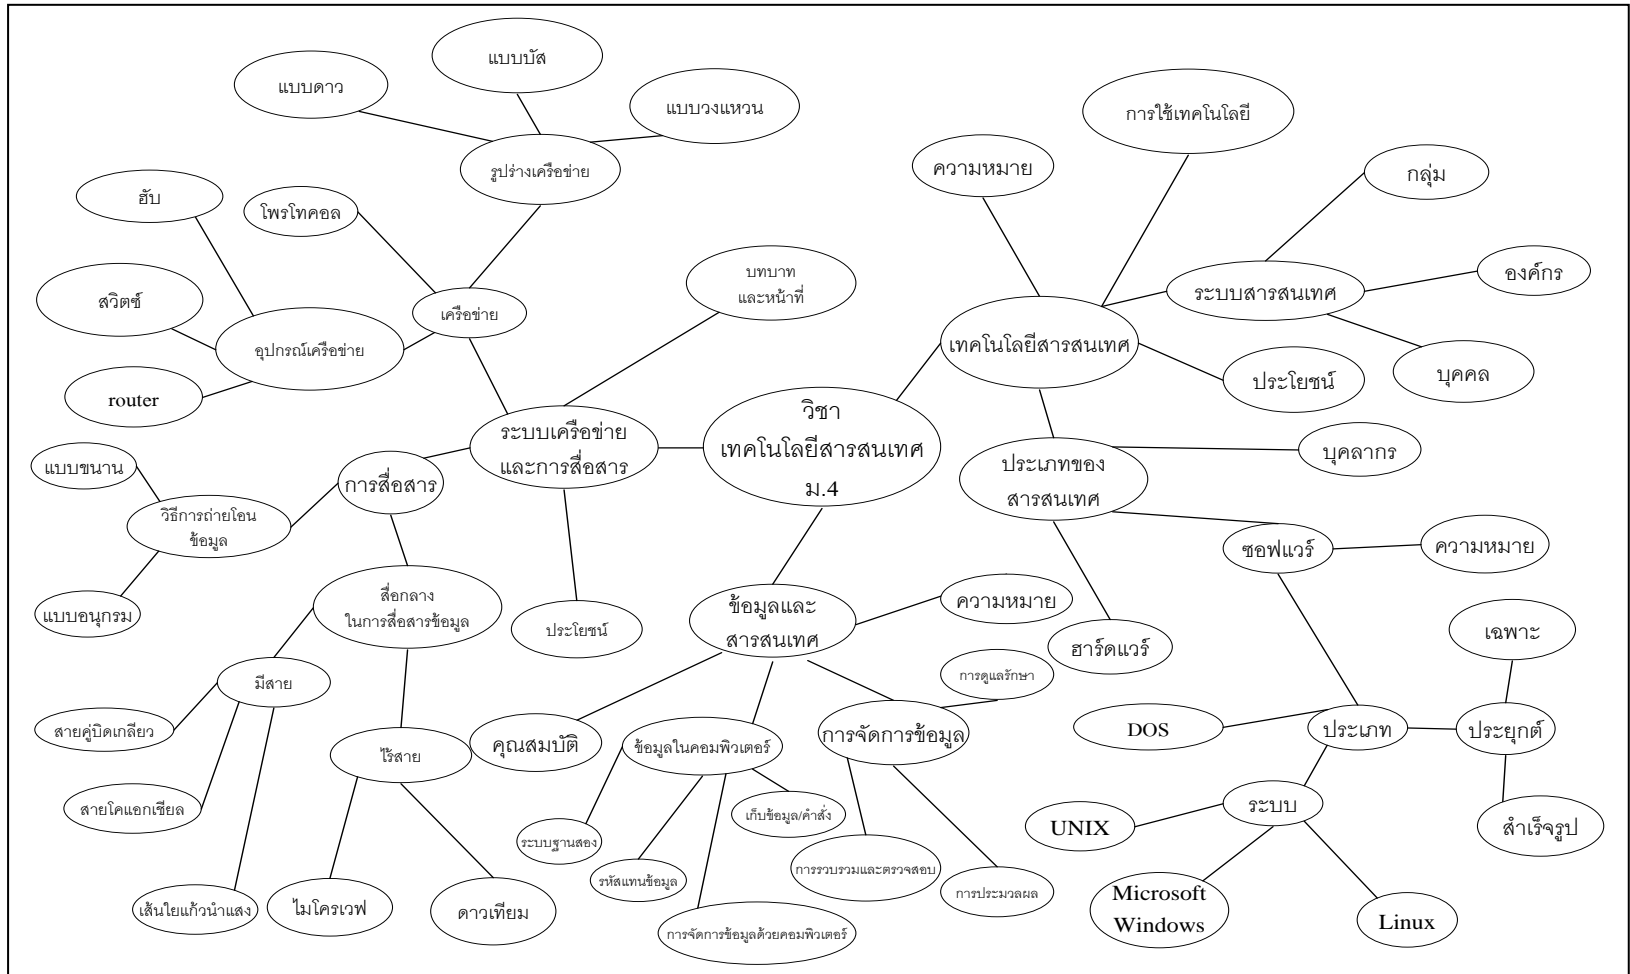 แบบบัส
แบบดาว
แบบวงแหวน
การใช้เทคโนโลยี
รูปร่างเครือข่าย
ความหมาย
กลุ่ม
ฮับ
โพรโทคอล
บทบาท
และหน้าที่
องค์กร
ระบบสารสนเทศ
สวิตซ์
เครือข่าย
อุปกรณ์เครือข่าย
เทคโนโลยีสารสนเทศ
ประโยชน์
บุคคล
router
วิชา
เทคโนโลยีสารสนเทศ
ม.4
ระบบเครือข่าย
และการสื่อสาร
บุคลากร
ประเภทของ
สารสนเทศ
แบบขนาน
การสื่อสาร
วิธีการถ่ายโอน
ข้อมูล
ซอฟแวร์
ความหมาย
แบบอนุกรม
สื่อกลาง
ในการสื่อสารข้อมูล
ประโยชน์
ข้อมูลและ
สารสนเทศ
ความหมาย
ฮาร์ดแวร์
เฉพาะ
มีสาย
การดูแลรักษา
สายคู่บิดเกลียว
ไร้สาย
คุณสมบัติ
ข้อมูลในคอมพิวเตอร์
การจัดการข้อมูล
DOS
ประเภท
ประยุกต์
สายโคแอกเชียล
เก็บข้อมูล/คำสั่ง
ระบบ
UNIX
สำเร็จรูป
ระบบฐานสอง
รหัสแทนข้อมูล
การรวบรวมและตรวจสอบ
การประมวลผล
เส้นใยแก้วนำแสง
ไมโครเวฟ
ดาวเทียม
การจัดการข้อมูลด้วยคอมพิวเตอร์
Microsoft
Windows
Linux